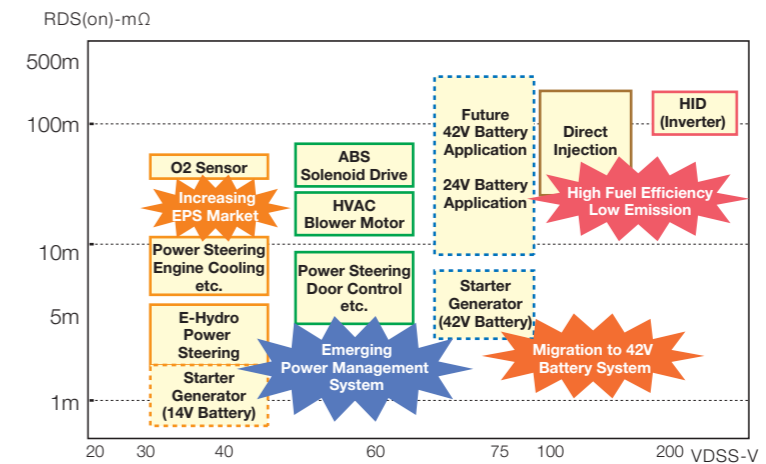 RDS(on)-mΩ
500m
100m
10m
5m
1m
O2 Sensor
Increasing
EPS Market
Power Steering
Engine Cooling
etc.
E-Hydro
Power
Steering
Starter
Generator
(14V Battery)
ABS
Solenoid Drive
HVAC
Blower Motor
Power Steering
Door Control
etc.
Emerging
Power Management
System
Future
42V Battery
Application
24V Battery
Application
Starter
Generator
(42V Battery)
Direct
Injection
HID
(Inverter)
High Fuel Efficiency
Low Emission
Migration to 42V
Battery System
20 30 40 60 75 100 200 VDSS-V